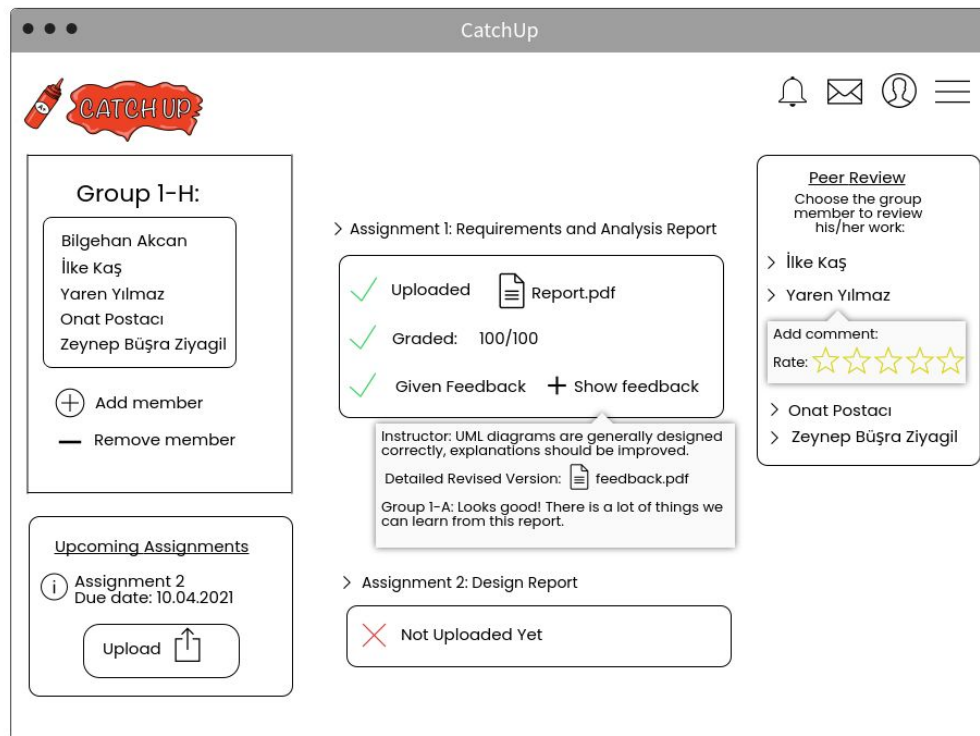 CatchUp
CATCH UP
Group 1-H:
Bilgehan Akcan
İlke Kaş
Yaren Yılmaz
Onat Postacı
Zeynep Büşra Ziyagil
Add member
Remove member
Upcoming Assignments
Assignment 2
Due date: 10.04.2021
Upload
Assignment 1: Requirements and Analysis Report
Uploaded
Report.pdf
Graded: 100/100
Given Feedback
Show feedback
Instructor: UML diagrams are generally designed
correctly, explanations should be improved.
Detailed Revised Version:
feedback.pdf
Group 1-A: Looks good! There is a lot of things we
can learn from this report.
Assignment 2: Design Report
Not Uploaded Yet
Peer Review
Choose the group
member to review
his/her work:
İlke Kaş
Yaren Yılmaz
Add comment:
Rate:
Onat Postacı
Zeynep Büşra Ziyagil